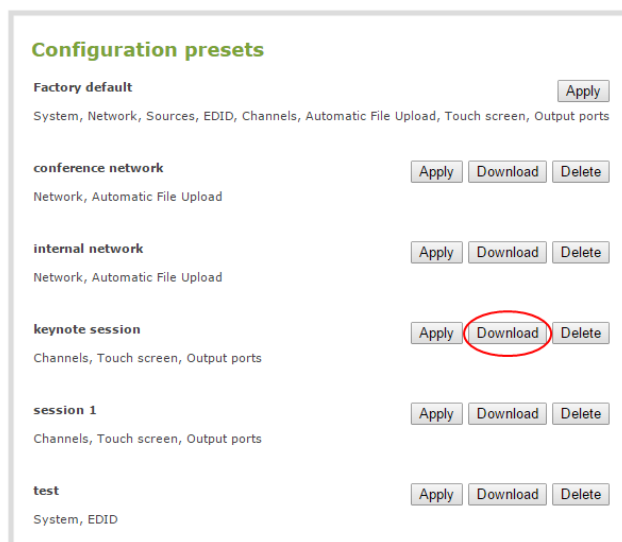 Configuration presets
Factory default Apply
System, Network, Sources, EDID, Channels, Automatic File Upload, Touch screen, Output ports
conference network Apply Download Delete
Network, Automatic File Upload
internal network Apply Download Delete
Network, Automatic File Upload
keynote session Apply Download Delete
Channels, Touch screen, Output ports
session 1 Apply Download Delete
Channels, Touch screen, Output ports
test Apply Download Delete
System, EDID